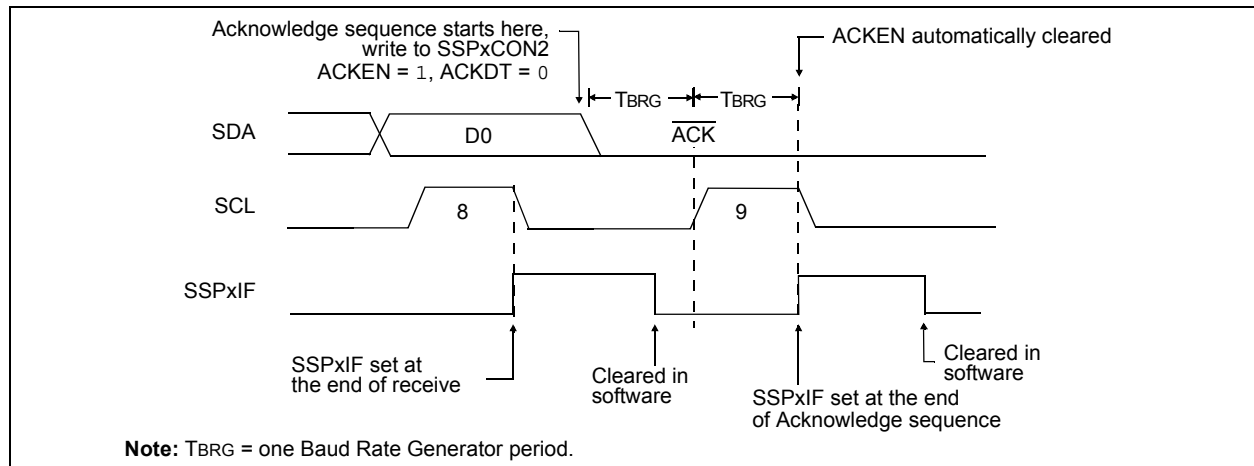 Acknowledge sequence starts here,
write to SSPxCON2
ACKEN = 1, ACKDT = 0
ACKEN automatically cleared
TBRG
TBRG
SDA
D0
ACK
SCL
8
9
SSPxIF
SSPxIF set at
the end of receive
Cleared in
software
SSPxIF set at the end
of Acknowledge sequence
Cleared in
software
Note: TBRG = one Baud Rate Generator period.